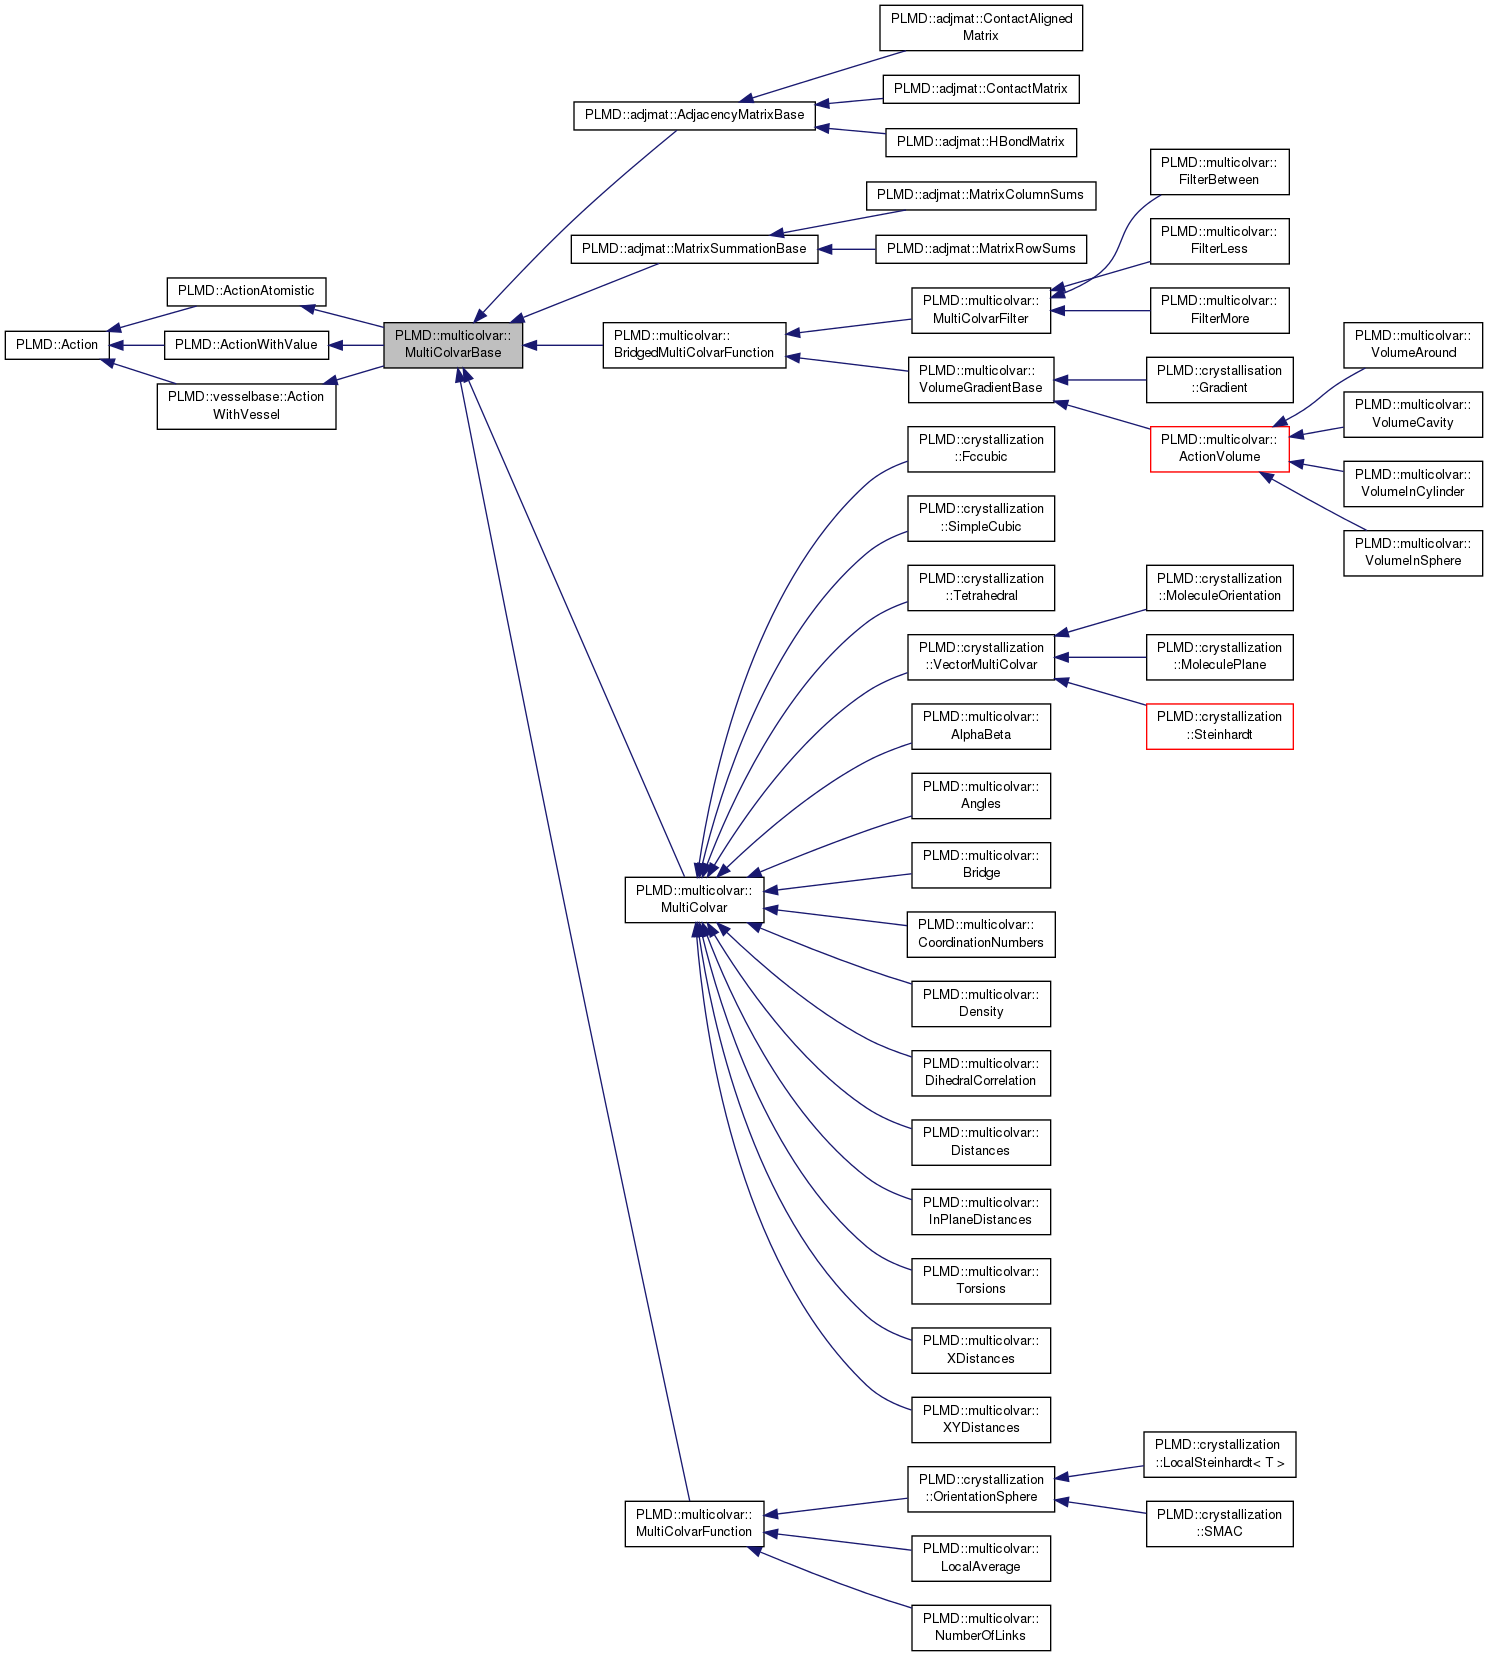 PLMD::Action
PLMD::ActionAtomistic
PLMD::ActionWithValue
PLMD::vesselbase::Action
WithVessel
PLMD::multicolvar::
MultiColvarBase
PLMD::adjmat::AdjacencyMatrixBase
PLMD::adjmat::MatrixSummationBase
PLMD::multicolvar::
BridgedMultiColvarFunction
PLMD::multicolvar::
MultiColvar
PLMD::multicolvar::
MultiColvarFunction
PLMD::adjmat::ContactAligned
Matrix
PLMD::adjmat::ContactMatrix
PLMD::adjmat::HBondMatrix
PLMD::adjmat::MatrixColumnSums
PLMD::adjmat::MatrixRowSums
PLMD::multicolvar::
MultiColvarFilter
PLMD::multicolvar::
VolumeGradientBase
PLMD::crystallization
::Fccubic
PLMD::crystallization
::SimpleCubic
PLMD::crystallization
::Tetrahedral
PLMD::crystallization
::VectorMultiColvar
PLMD::multicolvar::
AlphaBeta
PLMD::multicolvar::
Angles
PLMD::multicolvar::
Bridge
PLMD::multicolvar::
CoordinationNumbers
PLMD::multicolvar::
Density
PLMD::multicolvar::
DihedralCorrelation
PLMD::multicolvar::
Distances
PLMD::multicolvar::
InPlaneDistances
PLMD::multicolvar::
Torsions
PLMD::multicolvar::
XDistances
PLMD::multicolvar::
XYDistances
PLMD::crystallization
::OrientationSphere
PLMD::multicolvar::
LocalAverage
PLMD::multicolvar::
NumberOfLinks
PLMD::multicolvar::
FilterBetween
PLMD::multicolvar::
FilterLess
PLMD::multicolvar::
FilterMore
PLMD::crystallisation
::Gradient
PLMD::multicolvar::
ActionVolume
PLMD::crystallization
::MoleculeOrientation
PLMD::crystallization
::MoleculePlane
PLMD::crystallization
::Steinhardt
PLMD::crystallization
::LocalSteinhardt< T >
PLMD::crystallization
::SMAC
PLMD::multicolvar::
VolumeAround
PLMD::multicolvar::
VolumeCavity
PLMD::multicolvar::
VolumeInCylinder
PLMD::multicolvar::
VolumeInSphere